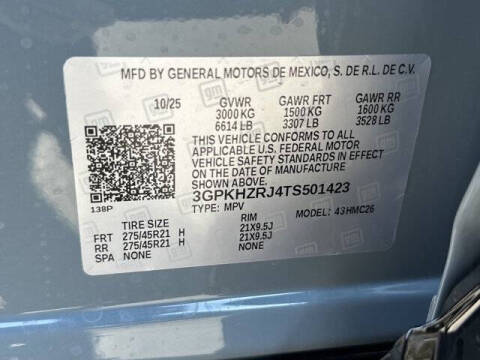 MFD BY GENERAL MOTORS DE MEXICO, S. DE R.L. DE C.V.
10/25 GVWR GAWR FRT GAWR RR
3000 KG 1500 KG 1600 KG
6614 LB 3307 LB 3528 LB
THIS VEHICLE CONFORMS TO ALL
APPLICABLE U.S. FEDERAL MOTOR
VEHICLE SAFETY STANDARDS IN EFFECT
ON THE DATE OF MANUFACTURE
138P 3GPKHZRJ4TS501423
TYPE: MPV MODEL: 43HMC26
TIRE SIZE RIM
FRT 275/45R21 H 21X9.5J
RR 275/45R21 H 21X9.5J
SPA NONE NONE